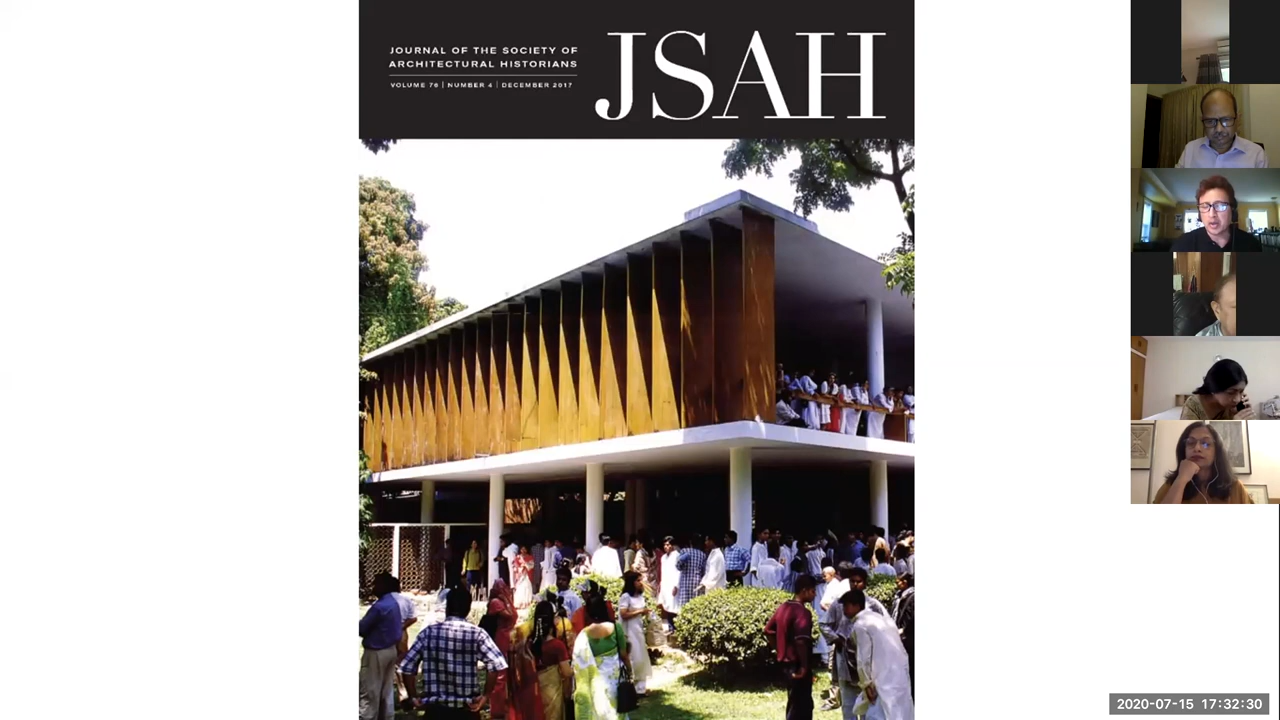 JOURNAL OF THE SOCIETY OF
ARCHITECTURAL HISTORIANS
VOLUME 76 | NUMBER 4 | DECEMBER 2017
JSAH
2020-07-15 17:32:30